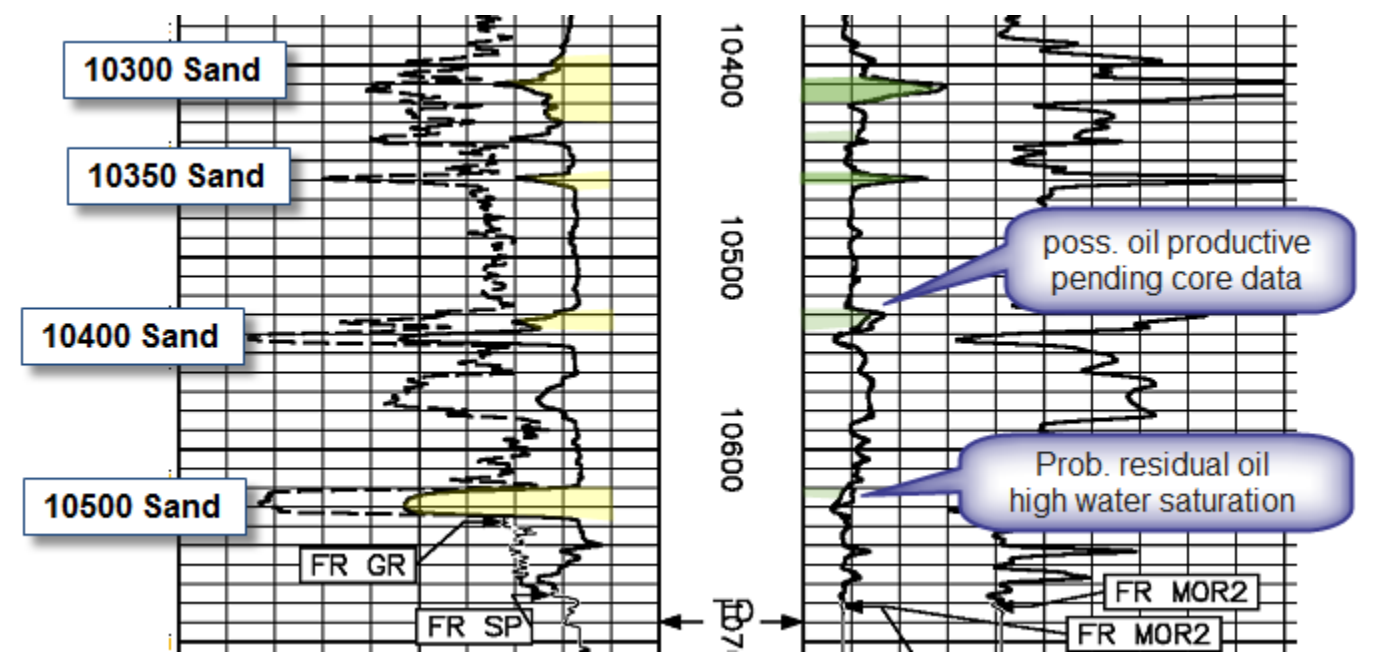 10300 Sand
10400
10350 Sand
10500
poss. oil productive
pending core data
10400 Sand
10600
Prob. residual oil
high water saturation
10500 Sand
FR GR
FR MOR2
FR SP
FR MOR2